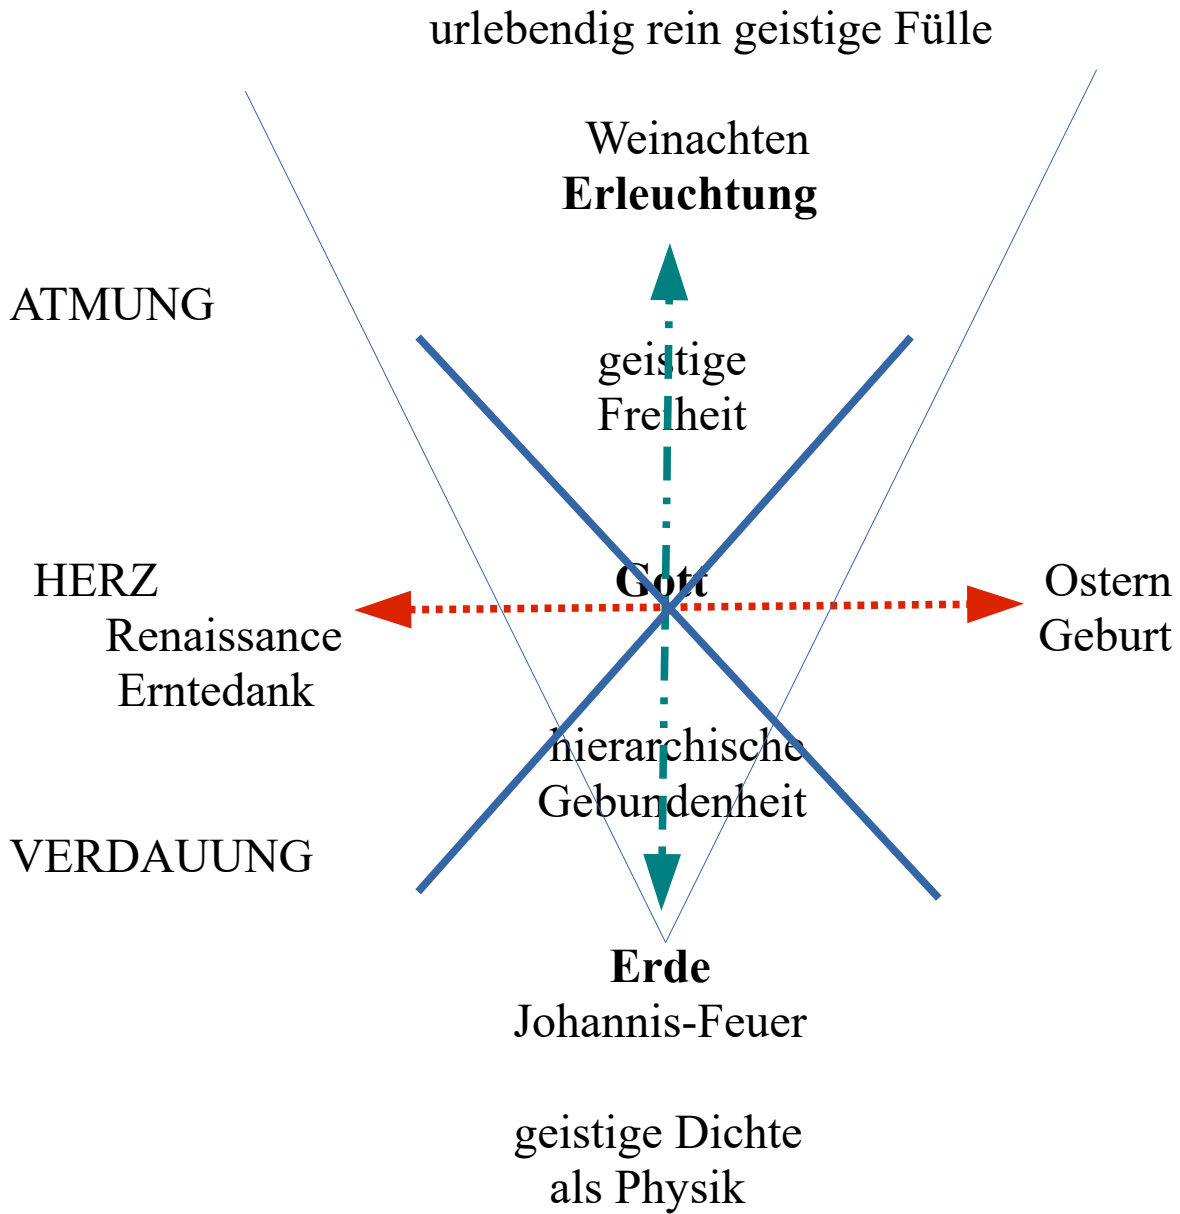 urlebendig rein geistige Fülle
Weinachten
Erleuchtung
ATMUNG
geistige
Freiheit
HERZ
Gott
Ostern
Renaissance
Geburt
Erntedank
hierarchische
Gebundenheit
VERDAUUNG
Erde
Johannis-Feuer
geistige Dichte
als Physik